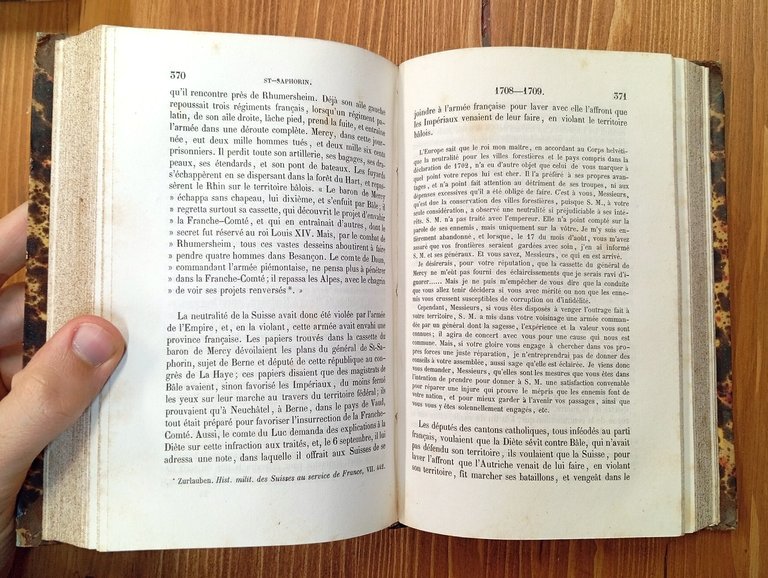 370
ST-SAPHORIN.
qu'il rencontre près de Rhumersheim. Déjà son aile gauche
repoussait trois régiments français, lorsqu'un régiment pa-
latin, de son aile droite, lâche pied, prend la fuite, et entraîne
l'armée dans une déroute complète. Mercy, dans cette jour-
née, eut deux mille hommes tués, et deux mille six cents
prisonniers. Il perdit toute son artillerie, ses bagages, ses dra-
peaux, ses étendards, et son pont de bateaux. Les fuyards
s'échappèrent en se dispersant dans la forêt du Hart, et repas-
sèrent le Rhin sur le territoire bâlois. « Le baron de Mercy
» échappa sans chapeau, lui dixième, et s'enfuit par Bâle; il
» regretta surtout sa cassette, qui découvrit le projet d'envahir
» la Franche-Comté, et qui en entraînait d'autres, dont le
» secret fut réservé au roi Louis XIV. Mais, par le combat de
» Rhumersheim, tous ces vastes desseins aboutirent à faire
» pendre quatre hommes dans Besançon. Le comte de Daun,
» commandant l'armée piémontaise, ne pensa plus à pénétrer
» dans la Franche-Comté; il repassa les Alpes, avec le chagrin
» de voir ses projets renversés *. »
La neutralité de la Suisse avait donc été violée par l'armée
de l'Empire, et, en la violant, cette armée avait envahi une
province française. Les papiers trouvés dans la cassette du
baron de Mercy dévoilaient les plans du général de St-Sa-
phorin, sujet de Berne et député de cette république au con-
grès de La Haye; ces papiers disaient que des magistrats de
Bâle avaient, sinon favorisé les Impériaux, du moins fermé
les yeux sur leur marche au travers du territoire fédéral; ils
prouvaient qu'à Neuchâtel, à Berne, dans le pays de Vaud,
tout était préparé pour favoriser l'insurrection de la Franche-
Comté. Aussi, le comte du Luc demanda des explications à la
Diète sur cette infraction aux traités, et, le 6 septembre, il lui
adressa une note, dans laquelle il offrait aux Suisses de se
* Zurlauben. Hist. milit. des Suisses au service de France, VII. 442.
1708—1709.
371
joindre à l'armée française pour laver avec elle l'affront que
les Impériaux venaient de leur faire, en violant le territoire
bâlois.
L'Europe sait que le roi mon maître, en accordant au Corps helvéti-
que la neutralité pour les villes forestières et le pays compris dans la
déclaration de 1702, n'a eu d'autre objet que celui de vous marquer à
quel point votre repos lui est cher. Il l'a préféré à ses propres avan-
tages, et n'a point fait attention au détriment de ses troupes, ni aux
dépenses excessives qu'il a été obligé de faire. C'est à vous, Messieurs,
qu'est due la conservation des villes forestières, puisque S. M., à votre
seule considération, a observé une neutralité si préjudiciable à ses inté-
rêts. S. M. n'a pas traité avec l'empereur. Elle n'a point compté sur la
parole de ses ennemis, mais uniquement sur la vôtre. Je m'y suis en-
tièrement abandonné, et lorsque, le 17 du mois d'août, vous m'avez
assuré que vos frontières seraient gardées avec soin, j'en ai informé
S. M. et ses généraux. Et vous savez, Messieurs, ce qui en est arrivé.
Je désirerais, pour votre réputation, que la cassette du général de
Mercy ne m'eût pas fourni des éclaircissements que je serais ravi d'i-
gnorer...... Mais je ne puis m'empêcher de vous dire que la conduite
que vous allez tenir décidera si vous avez mérité ou non que les enne-
mis vous crussent susceptibles de corruption ou d'infidélité.
Cependant, Messieurs, si vous êtes disposés à venger l'outrage fait à
votre territoire, S. M. a mis dans votre voisinage une armée comman-
dée par un général dont la sagesse, l'expérience et la valeur vous sont
connues; il agira de concert avec vous pour une cause qui nous est
commune. Mais, si votre gloire vous engage à chercher dans vos pro-
pres forces une juste réparation, je n'entreprendrai pas de donner des
conseils à votre assemblée, aussi sage qu'elle est éclairée. Je viens donc
vous demander, Messieurs, qu'elles sont les mesures que vous êtes dans
l'intention de prendre pour donner à S. M. une satisfaction convenable
pour réparer une injure qui prouve le mépris que les ennemis font de
votre nation, et pour mieux garder à l'avenir vos passages, ainsi que
vous vous y êtes solennellement engagés, etc.
Les députés des cantons catholiques, tous inféodés au parti
français, voulaient que la Diète sévit contre Bâle, qui n'avait
pas défendu son territoire, ils voulaient que la Suisse, pour
laver l'affront que l'Autriche venait de lui faire, en violant
son territoire, fit marcher ses bataillons, et vengeât dans le